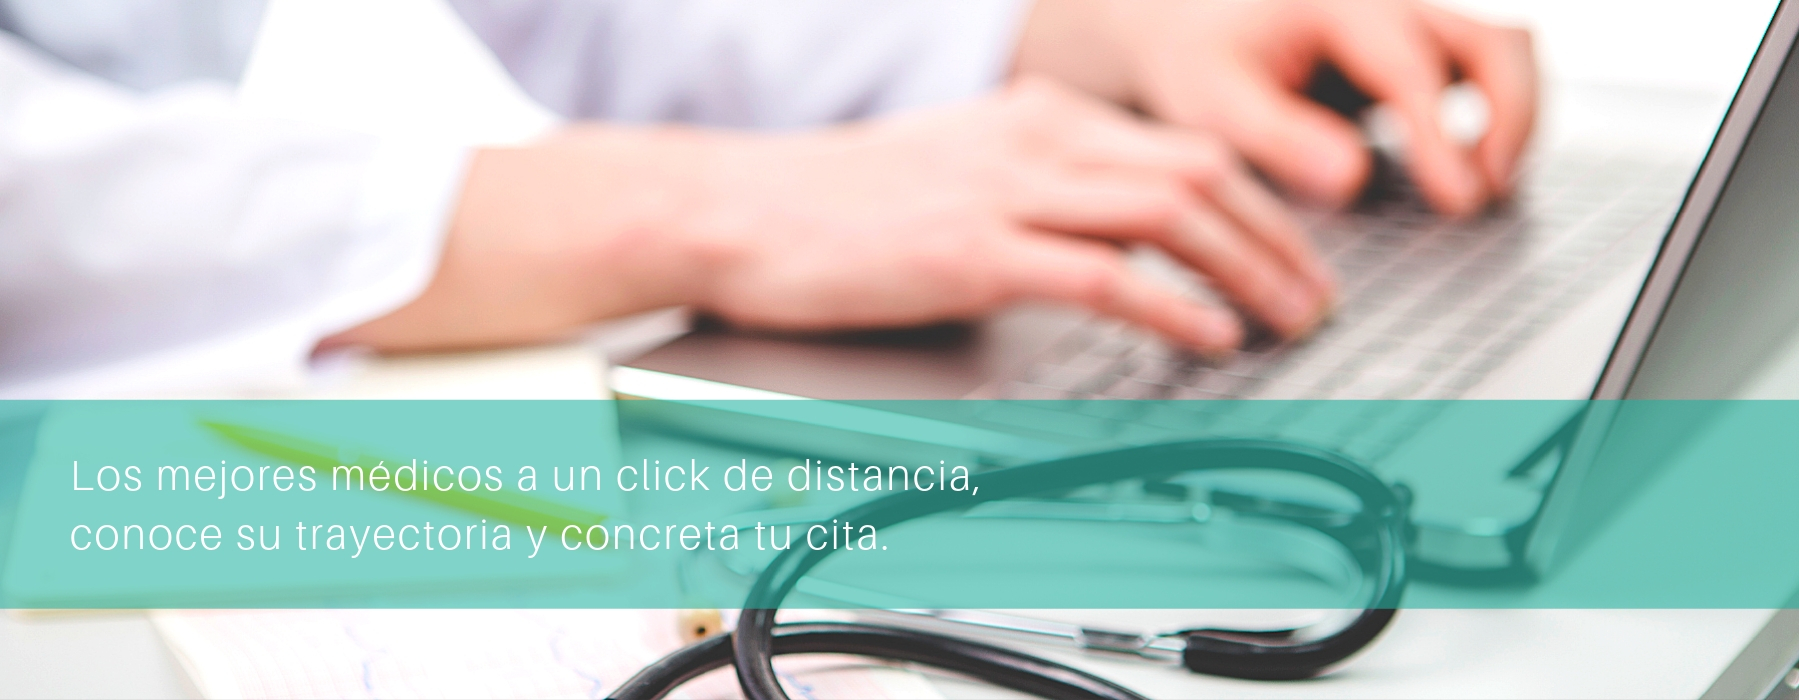 Los mejores médicos a un click de distancia,
conoce su trayectoria y concreta tu cita.